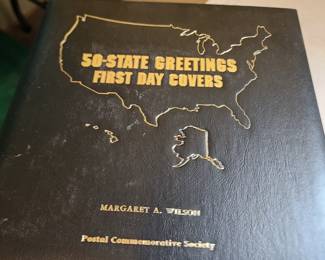 50-STATE GREETINGS
FIRST DAY COVERS
MARGARET A. WILSON
Postal Commemorative Society